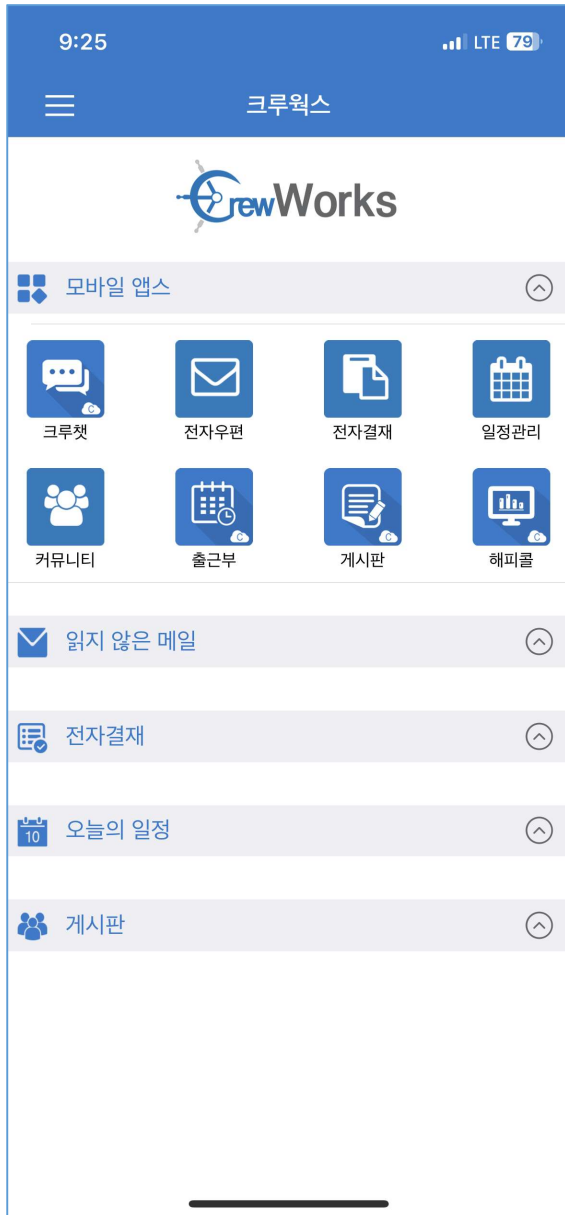 9:25 LTE 79
크루웍스
CrewWorks
모바일 앱스
크루챗 전자우편 전자결재 일정관리
커뮤니티 출근부 게시판 해피콜
읽지 않은 메일
전자결재
10 오늘의 일정
게시판